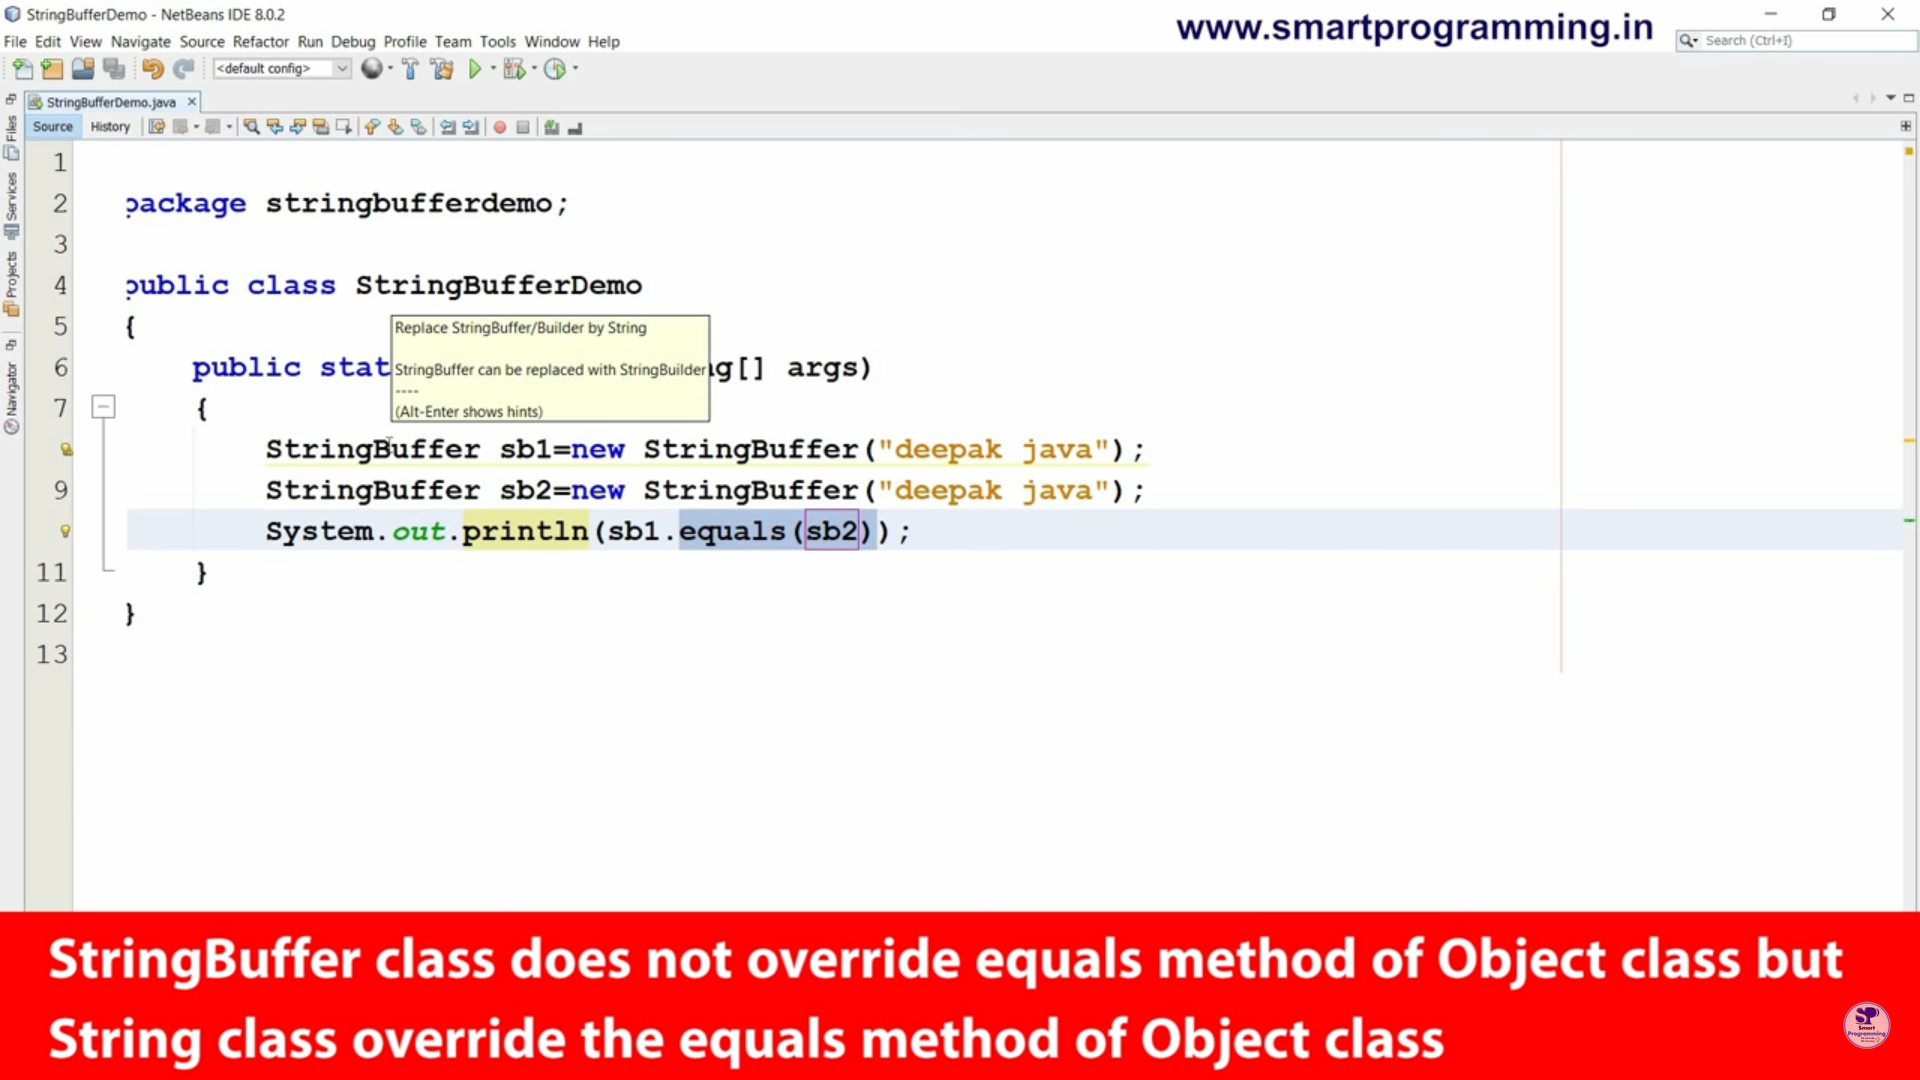 StringBufferDemo - NetBeans IDE 8.0.2
www.smartprogramming.in
File Edit View Navigate Source Refactor Run Debug Profile Team Tools Window Help
Search (Ctrl+I)
<default config>
StringBufferDemo.java
Source History
Files
Services
Projects
Navigator
1
2 package stringbufferdemo;
3
4 public class StringBufferDemo
5 {
Replace StringBuffer/Builder by String
6 public stat g[] args)
StringBuffer can be replaced with StringBuilder
----
(Alt-Enter shows hints)
7 {
StringBuffer sb1=new StringBuffer("deepak java");
9 StringBuffer sb2=new StringBuffer("deepak java");
System.out.println(sb1.equals(sb2));
11 }
12 }
13
StringBuffer class does not override equals method of Object class but
String class override the equals method of Object class
SP
Smart
Programming